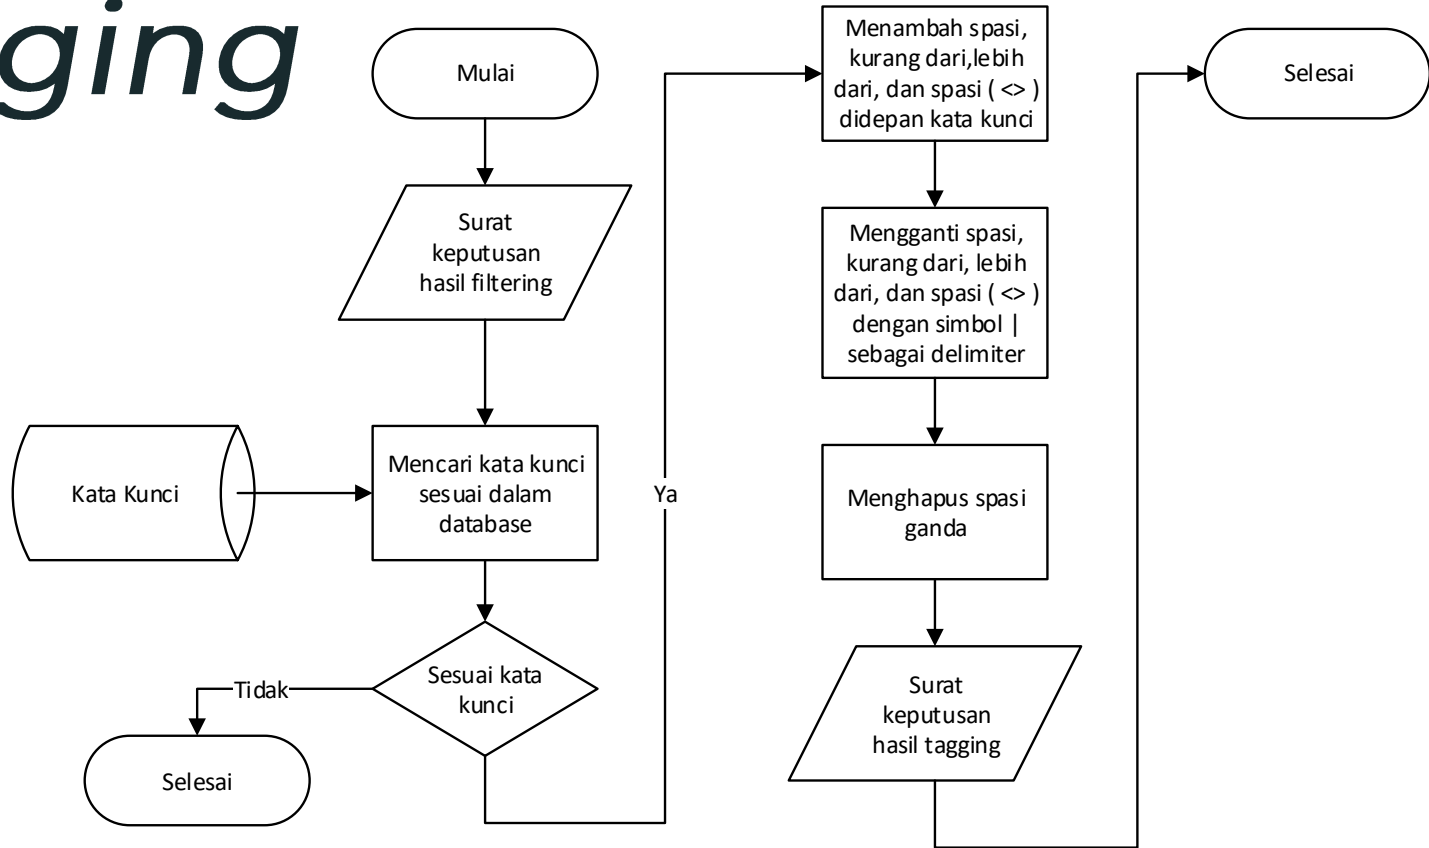 ging
Mulai
Surat
keputusan
hasil filtering
Kata Kunci
Mencari kata kunci
sesuai dalam
database
Sesuai kata
kunci
Tidak
Selesai
Ya
Menambah spasi,
kurang dari,lebih
dari, dan spasi ( <> )
didepan kata kunci
Mengganti spasi,
kurang dari, lebih
dari, dan spasi ( <> )
dengan simbol |
sebagai delimiter
Menghapus spasi
ganda
Surat
keputusan
hasil tagging
Selesai